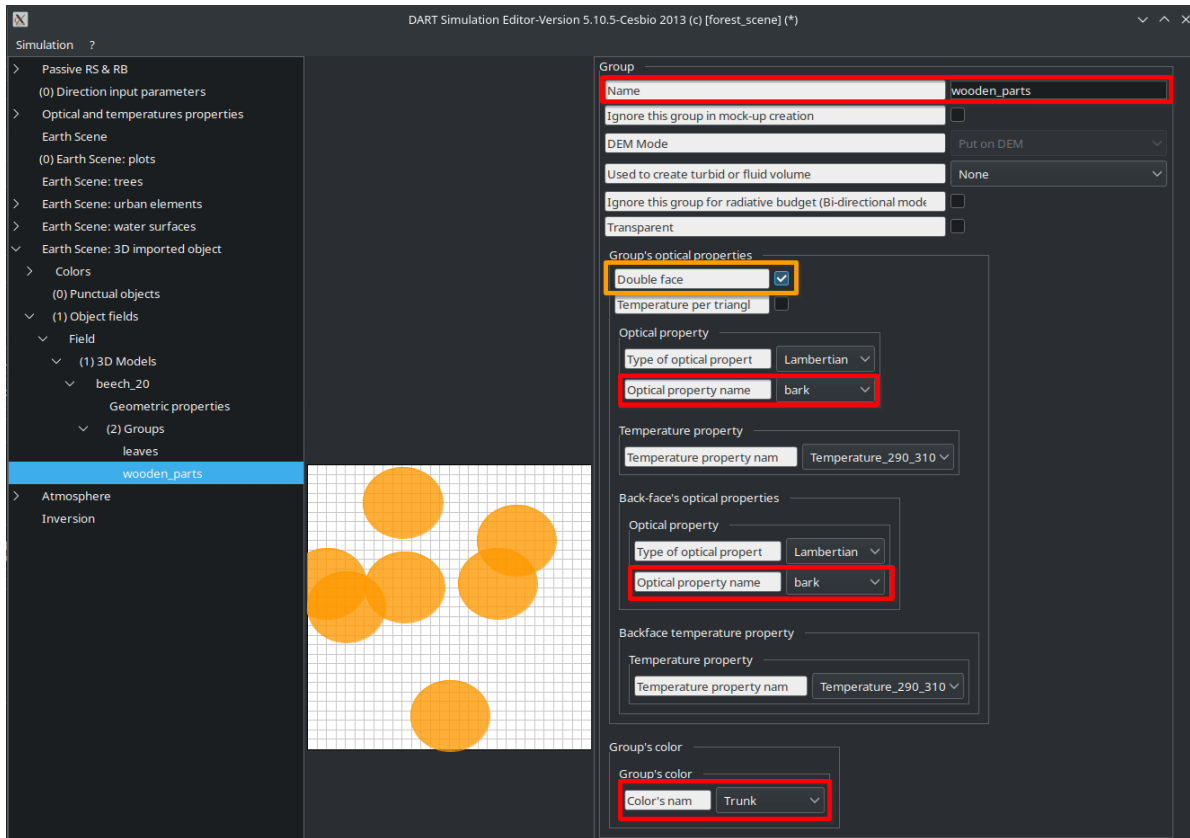 DART Simulation Editor-Version 5.10.5-Cesbio 2013 (c) [forest_scene] (*)
Simulation ?
Passive RS & RB
(0) Direction input parameters
Optical and temperatures properties
Earth Scene
(0) Earth Scene: plots
Earth Scene: trees
Earth Scene: urban elements
Earth Scene: water surfaces
Earth Scene: 3D imported object
Colors
(0) Punctual objects
(1) Object fields
Field
(1) 3D Models
beech_20
Geometric properties
(2) Groups
leaves
wooden_parts
Atmosphere
Inversion
Group
Name wooden_parts
Ignore this group in mock-up creation
DEM Mode Put on DEM
Used to create turbid or fluid volume None
Ignore this group for radiative budget (Bi-directional mode
Transparent
Group's optical properties
Double face
Temperature per triangl
Optical property
Type of optical propert Lambertian
Optical property name bark
Temperature property
Temperature property nam Temperature_290_310
Back-face's optical properties
Optical property
Type of optical propert Lambertian
Optical property name bark
Backface temperature property
Temperature property
Temperature property nam Temperature_290_310
Group's color
Group's color
Color's nam Trunk